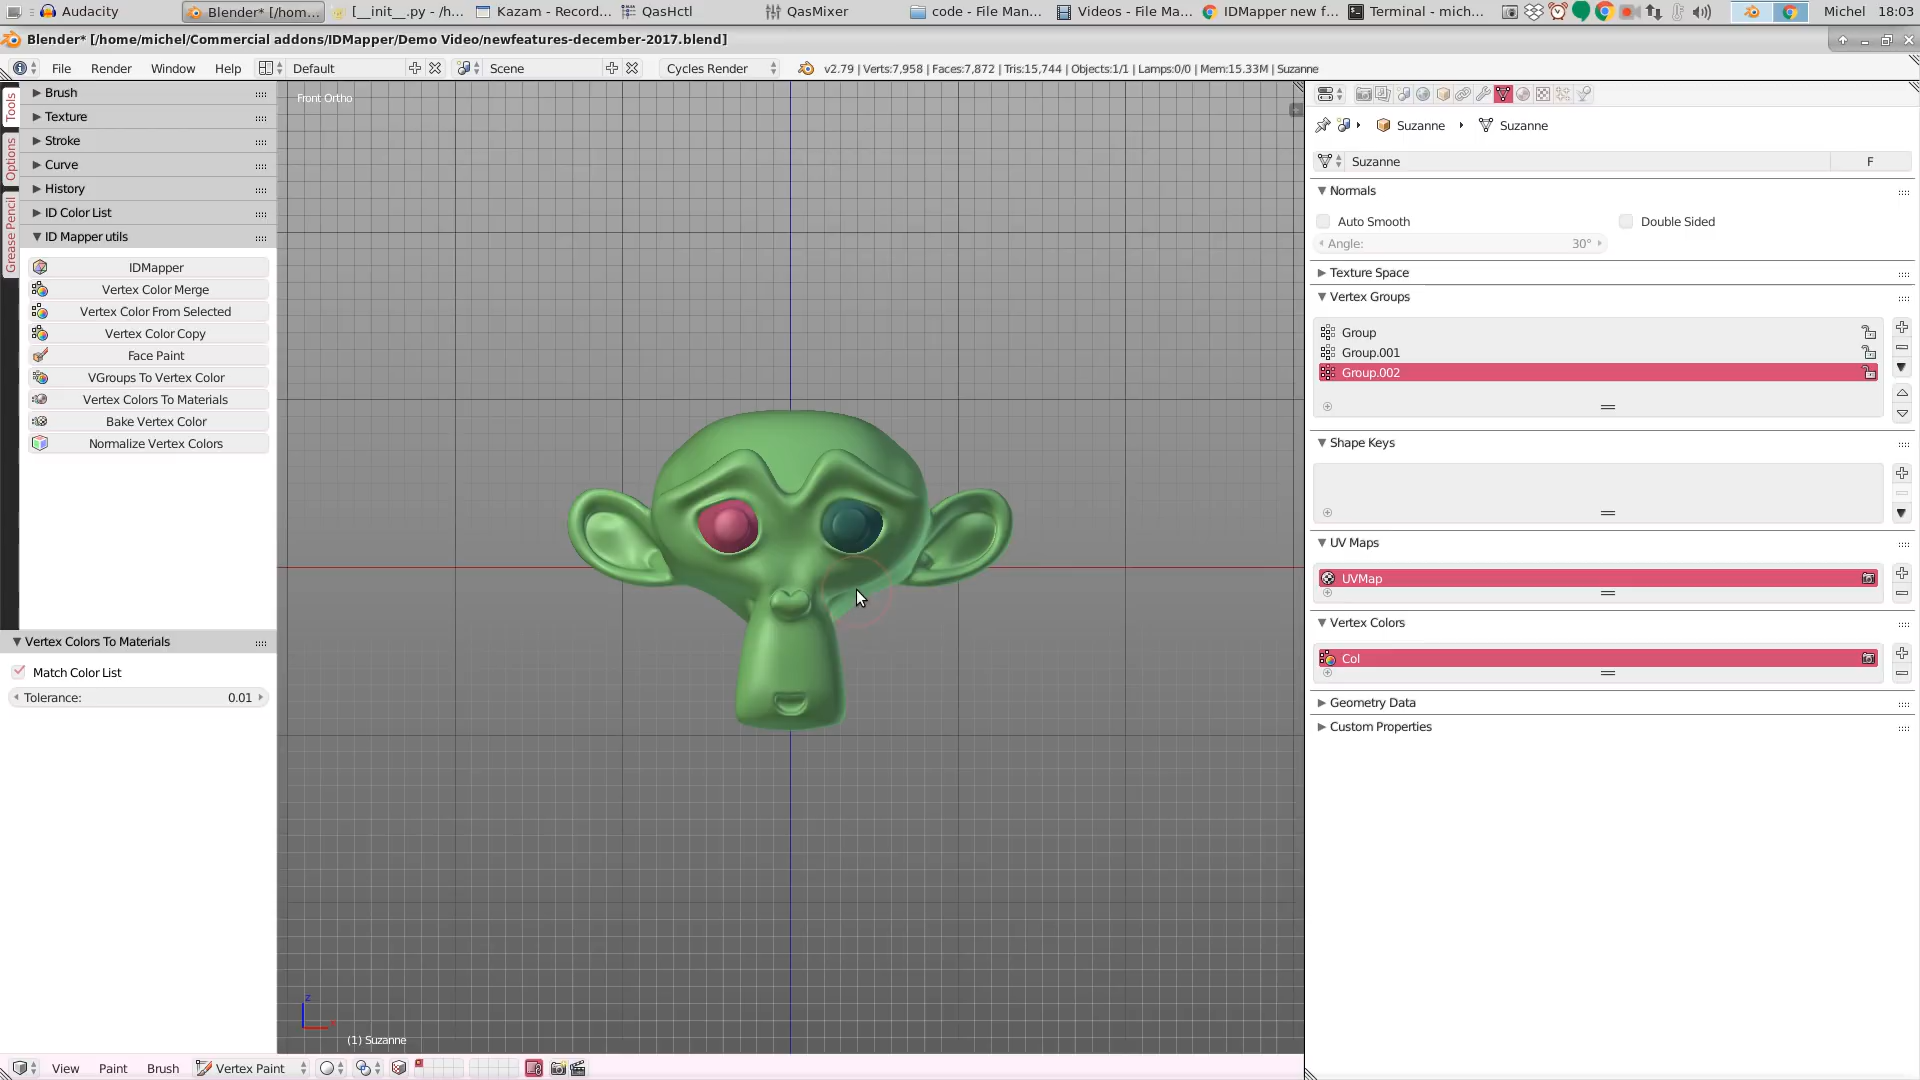 Audacity
Blender* [/hom...
[__init__.py - /h...
Kazam - Record...
QasHctl
QasMixer
code - File Man...
Videos - File Ma...
IDMapper new f...
Terminal - mich...
Michel
18:03
Blender* [/home/michel/Commercial addons/IDMapper/Demo Video/newfeatures-december-2017.blend]
File
Render
Window
Help
Default
Scene
Cycles Render
v2.79 | Verts:7,958 | Faces:7,872 | Tris:15,744 | Objects:1/1 | Lamps:0/0 | Mem:15.33M | Suzanne
Tools
Options
Grease Pencil
Brush
Texture
Stroke
Curve
History
ID Color List
ID Mapper utils
IDMapper
Vertex Color Merge
Vertex Color From Selected
Vertex Color Copy
Face Paint
VGroups To Vertex Color
Vertex Colors To Materials
Bake Vertex Color
Normalize Vertex Colors
Vertex Colors To Materials
Match Color List
Tolerance: 0.01
Front Ortho
z
(1) Suzanne
View
Paint
Brush
Vertex Paint
Suzanne
Suzanne
Suzanne
F
Normals
Auto Smooth
Double Sided
Angle: 30°
Texture Space
Vertex Groups
Group
Group.001
Group.002
Shape Keys
UV Maps
UVMap
Vertex Colors
Col
Geometry Data
Custom Properties